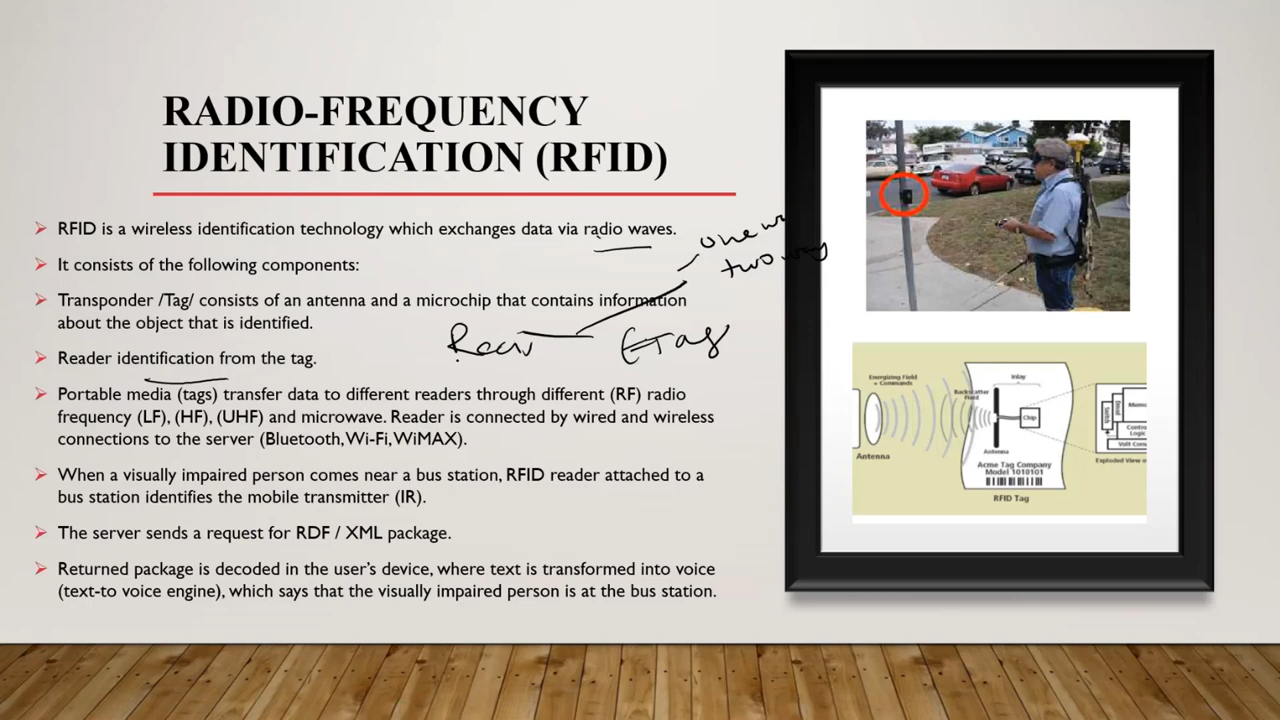 RADIO-FREQUENCY
IDENTIFICATION (RFID)
RFID is a wireless identification technology which exchanges data via radio waves.
It consists of the following components:
Transponder /Tag/ consists of an antenna and a microchip that contains information
about the object that is identified.
Reader identification from the tag.
Portable media (tags) transfer data to different readers through different (RF) radio
frequency (LF), (HF), (UHF) and microwave. Reader is connected by wired and wireless
connections to the server (Bluetooth, Wi-Fi, WiMAX).
When a visually impaired person comes near a bus station, RFID reader attached to a
bus station identifies the mobile transmitter (IR).
The server sends a request for RDF / XML package.
Returned package is decoded in the user's device, where text is transformed into voice
(text-to voice engine), which says that the visually impaired person is at the bus station.
one
two way
Tag
Energizing Field
+ Commands
Antenna
Backscatter
Field
Inlay
Chip
Antenna
Acme Tag Company
Model 1010101
RFID Tag
Switch
Diode
Control
Logic
Exploded View